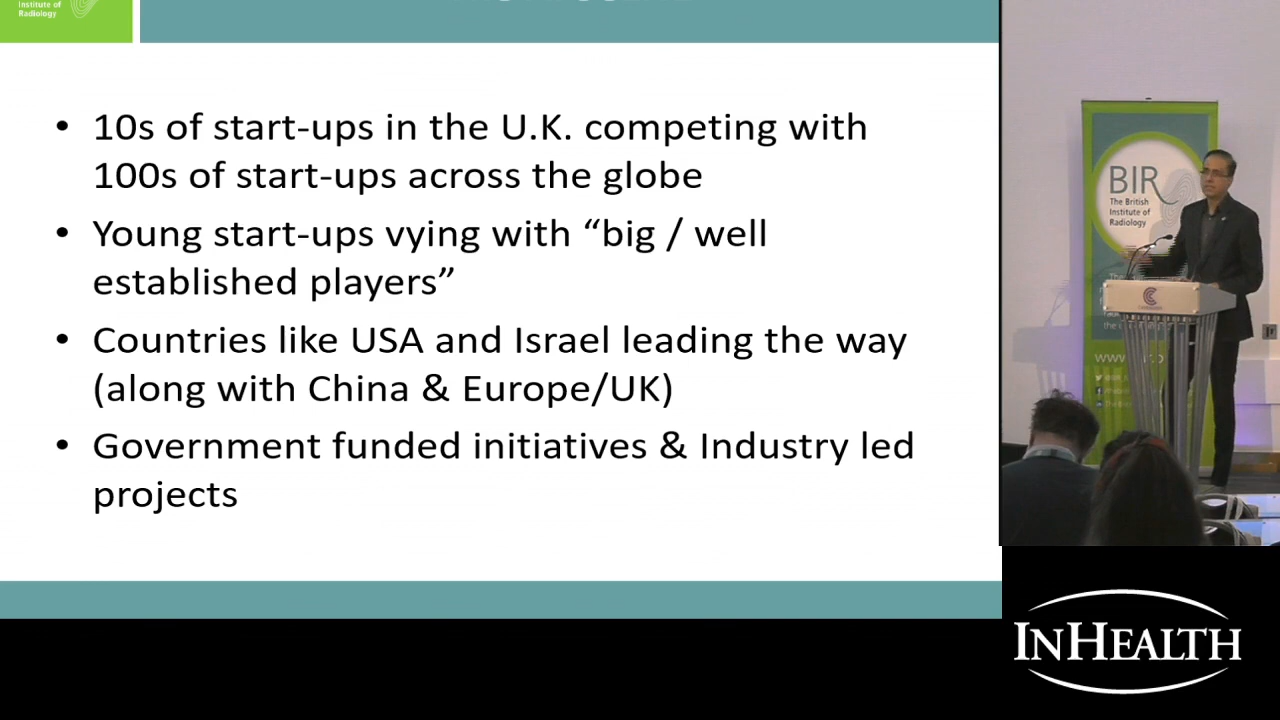 Institute of
Radiology
• 10s of start-ups in the U.K. competing with
100s of start-ups across the globe
• Young start-ups vying with “big / well
established players”
• Countries like USA and Israel leading the way
(along with China & Europe/UK)
• Government funded initiatives & Industry led
projects
BIR
The British
Institute of
Radiology
INHEALTH